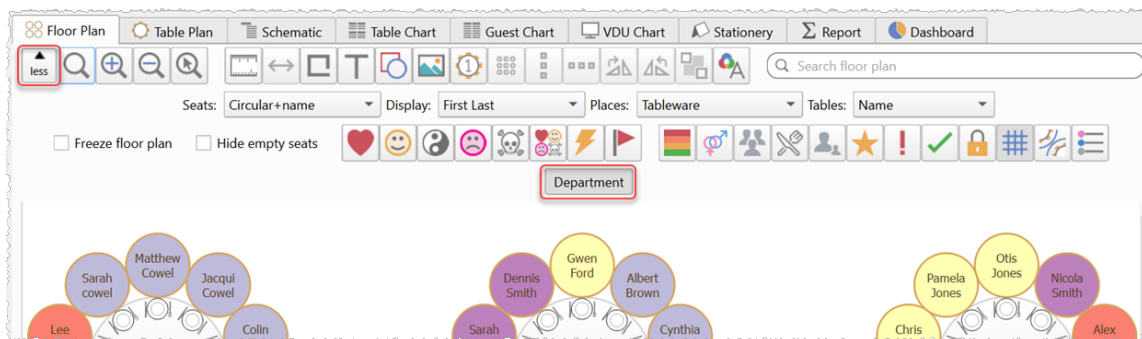 Floor Plan Table Plan Schematic Table Chart Guest Chart VDU Chart Stationery Report Dashboard
less 1 Search floor plan
Seats: Circular+name Display: First Last Places: Tableware Tables: Name
Freeze floor plan Hide empty seats
Department
Matthew
Cowel
Sarah
cowel
Jacqui
Cowel
Lee
Colin
Gwen
Ford
Dennis
Smith
Albert
Brown
Sarah
Cynthia
Otis
Jones
Pamela
Jones
Nicola
Smith
Chris
Alex